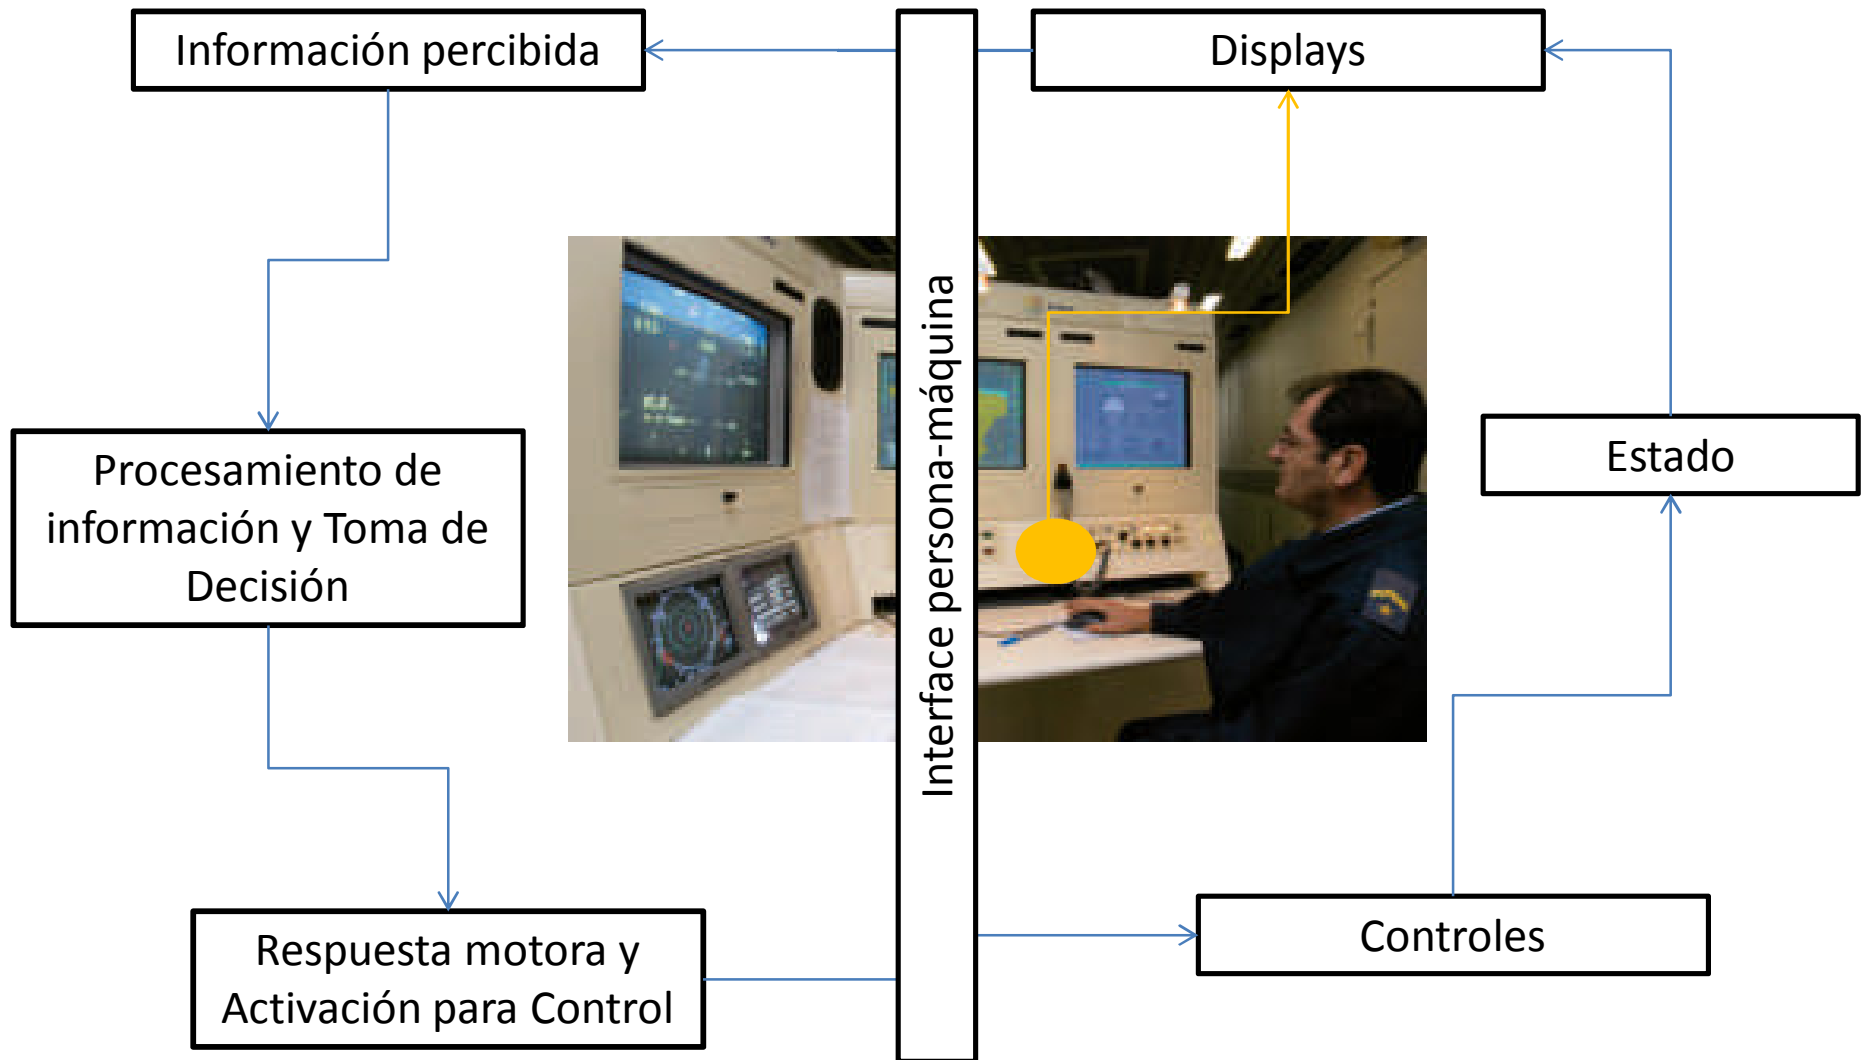 Información percibida
Displays
Interface persona-máquina
Procesamiento de
información y Toma de
Decisión
Estado
Respuesta motora y
Activación para Control
Controles